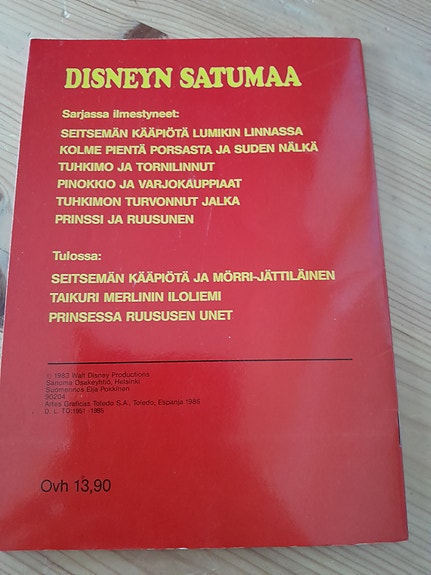 DISNEYN SATUMAA
Sarjassa ilmestyneet:
SEITSEMÄN KÄÄPIÖTÄ LUMIKIN LINNASSA
KOLME PIENTÄ PORSASTA JA SUDEN NÄLKÄ
TUHKIMO JA TORNILINNUT
PINOKKIO JA VARJOKAUPPIAAT
TUHKIMON TURVONNUT JALKA
PRINSSI JA RUUSUNEN
Tulossa:
SEITSEMÄN KÄÄPIÖTÄ JA MÖRRI-JÄTTILÄINEN
TAIKURI MERLININ ILOLIEMI
PRINSESSA RUUSUSEN UNET
© 1983 Walt Disney Productions
Sanoma Osakeyhtiö, Helsinki
Suomennos Eija Pokkinen
90204
Artes Graficas Toledo S.A., Toledo, Espanja 1986
D. L. TO:1951 -1985
Ovh 13,90